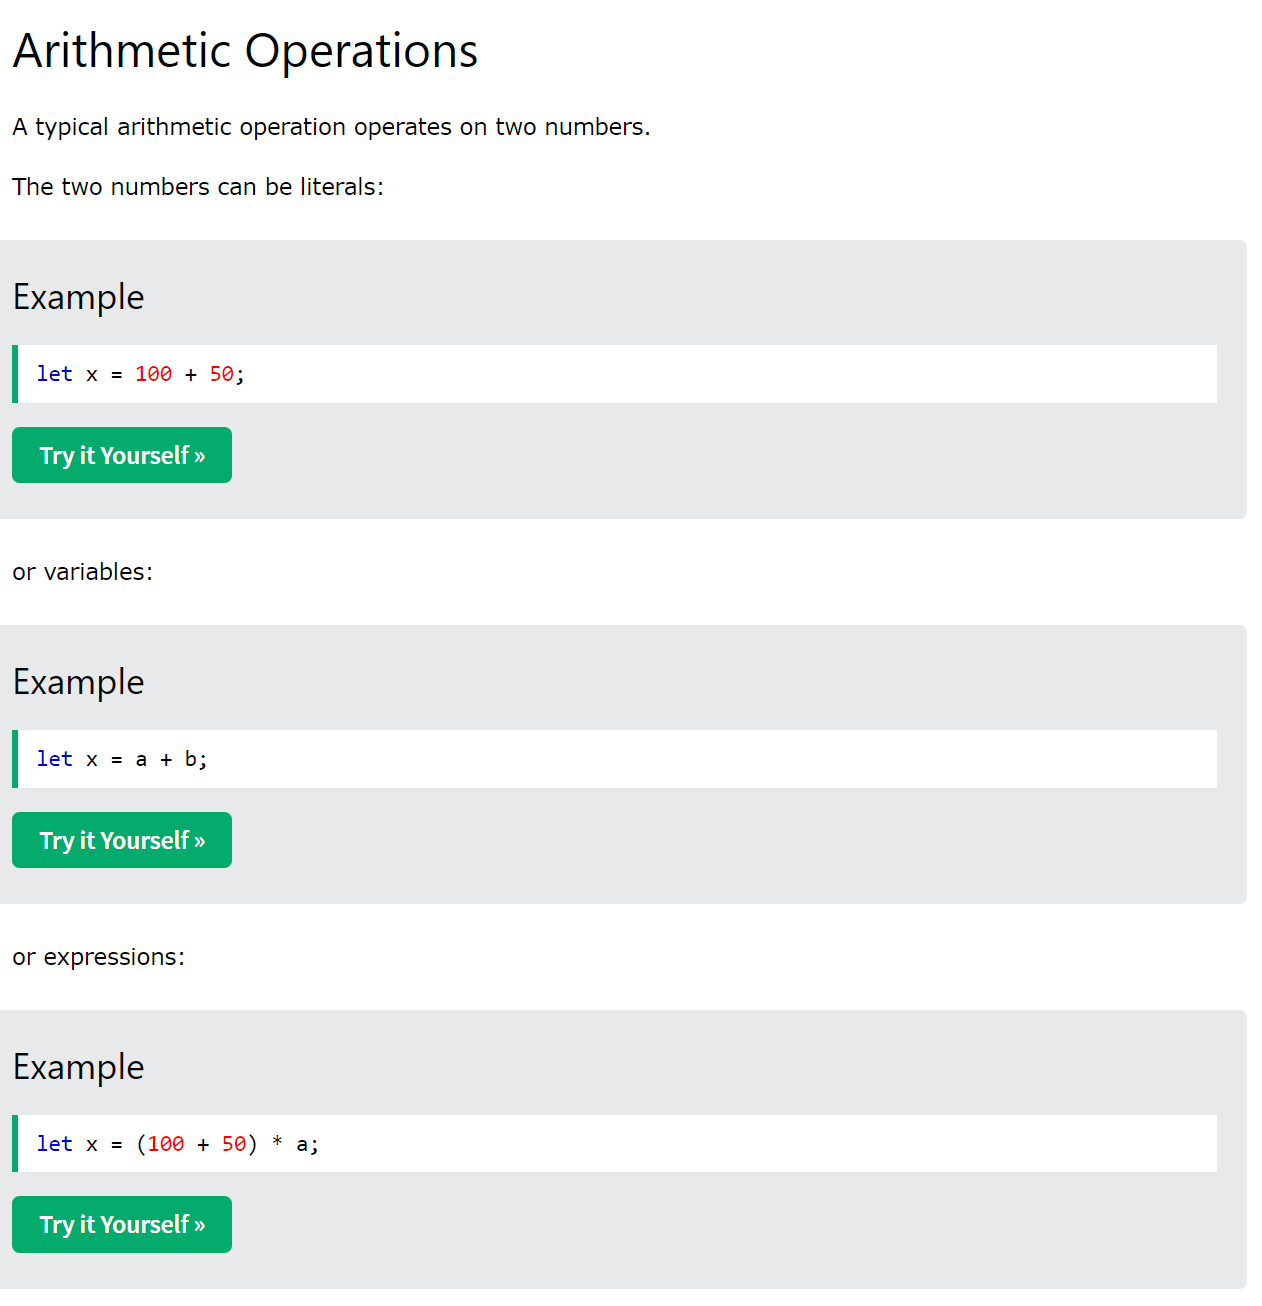 Arithmetic Operations
A typical arithmetic operation operates on two numbers.
The two numbers can be literals:
Example
let x = 100 + 50;
Try it Yourself »
or variables:
Example
let x = a + b;
Try it Yourself »
or expressions:
Example
let x = (100 + 50) * a;
Try it Yourself »